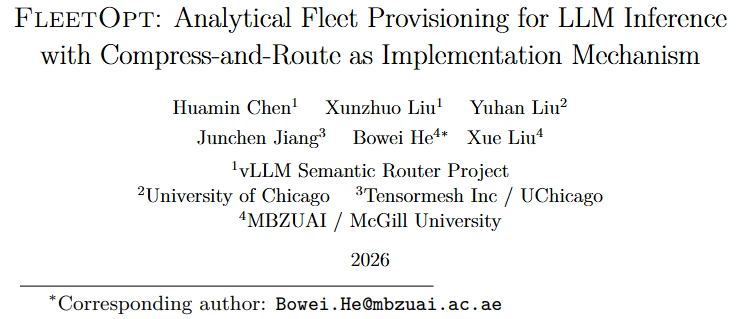 FLEETOPT: Analytical Fleet Provisioning for LLM Inference
with Compress-and-Route as Implementation Mechanism
Huamin Chen¹ Xunzhuo Liu¹ Yuhan Liu²
Junchen Jiang³ Bowei He⁴* Xue Liu⁴
¹vLLM Semantic Router Project
²University of Chicago ³Tensormesh Inc / UChicago
⁴MBZUAI / McGill University
2026
*Corresponding author: Bowei.He@mbzuai.ac.ae